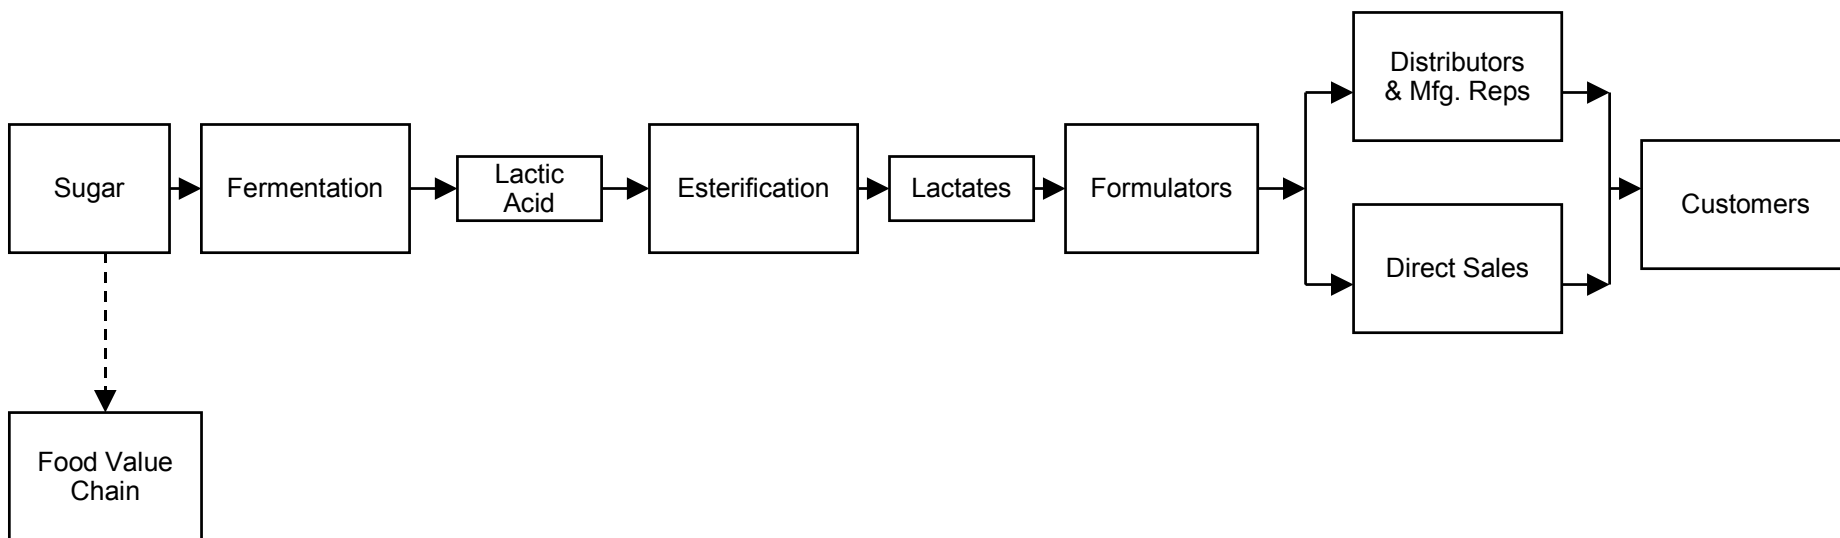 Distributors
& Mfg. Reps
Sugar
Fermentation
Lactic
Acid
Esterification
Lactates
Formulators
Customers
Direct Sales
Food Value
Chain